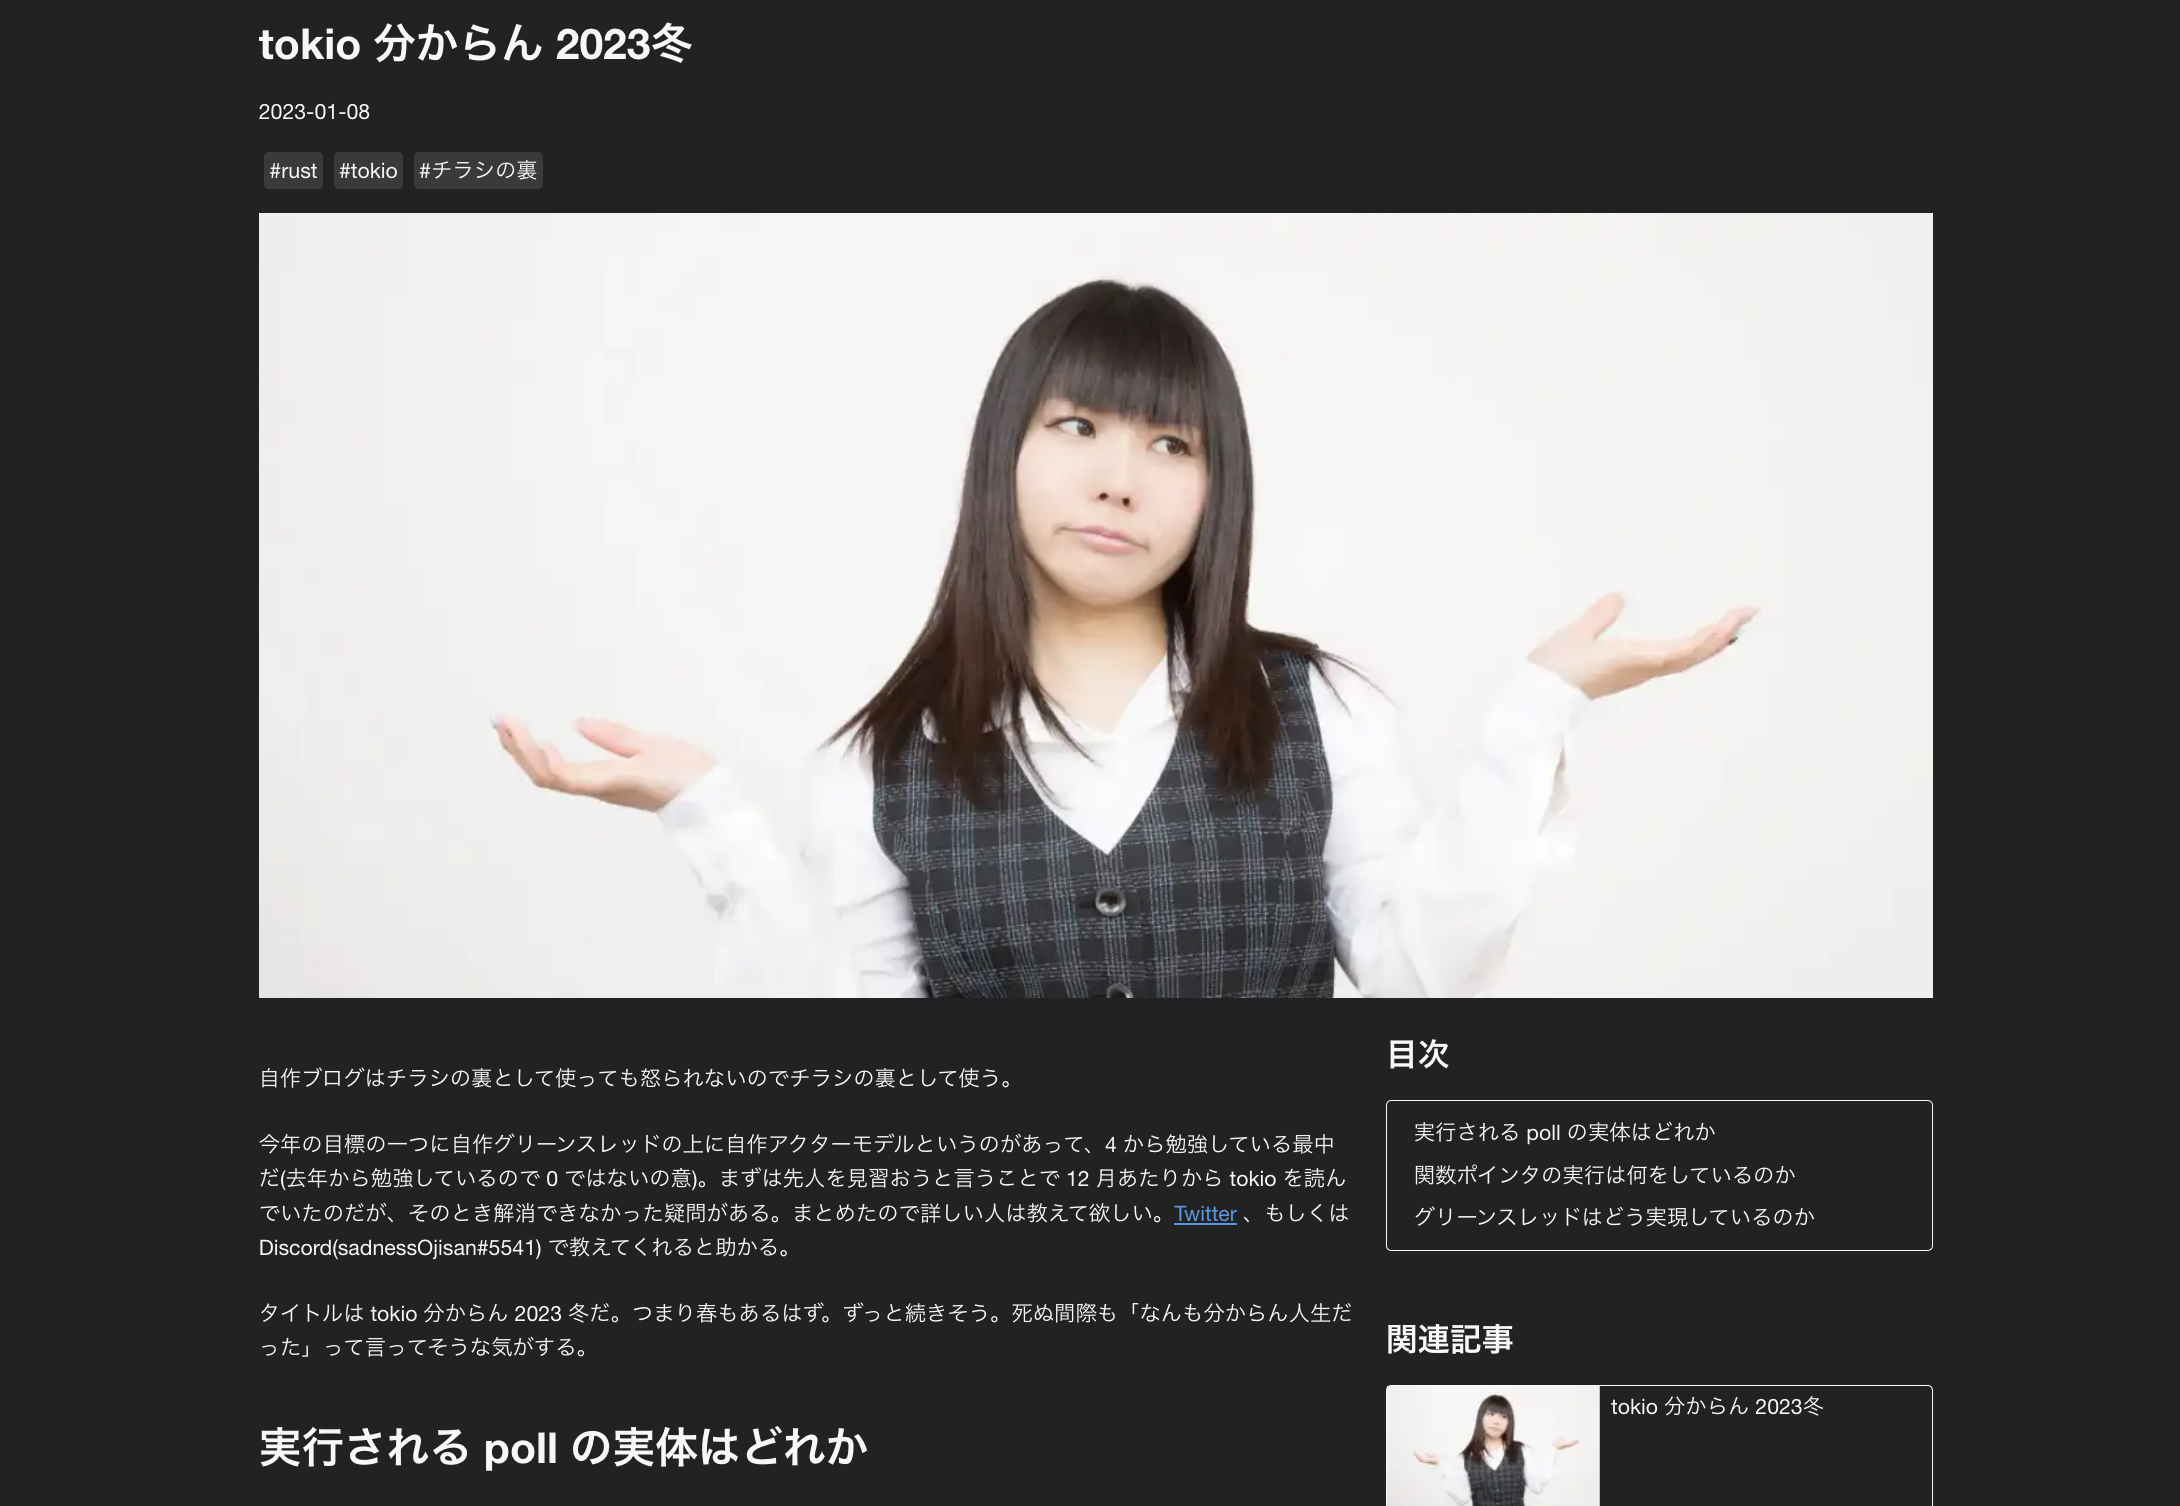 tokio 分からん 2023冬
2023-01-08
#rust #tokio #チラシの裏
自作ブログはチラシの裏として使っても怒られないのでチラシの裏として使う。
今年の目標の一つに自作グリーンスレッドの上に自作アクターモデルというのがあって、4 から勉強している最中
だ(去年から勉強しているので 0 ではないの意)。まずは先人を見習おうと言うことで 12 月あたりから tokio を読ん
でいたのだが、そのとき解消できなかった疑問がある。まとめたので詳しい人は教えて欲しい。Twitter 、もしくは
Discord(sadnessOjisan#5541) で教えてくれると助かる。
タイトルは tokio 分からん 2023 冬だ。つまり春もあるはず。ずっと続きそう。死ぬ間際も「なんも分からん人生だ
った」って言ってそうな気がする。
実行される poll の実体はどれか
目次
実行される poll の実体はどれか
関数ポインタの実行は何をしているのか
グリーンスレッドはどう実現しているのか
関連記事
tokio 分からん 2023冬